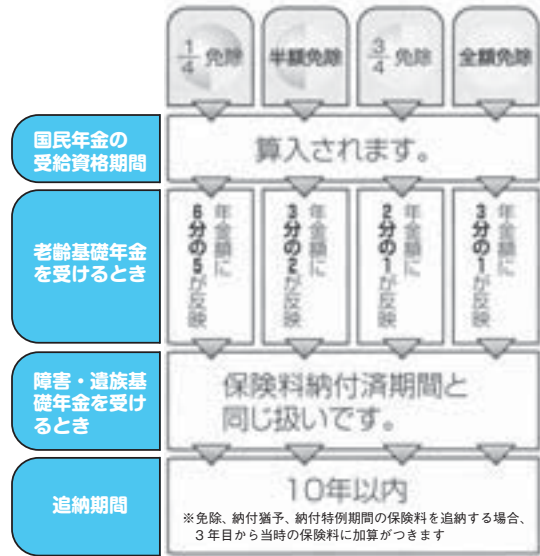 1/4 免除
半額免除
3/4 免除
全額免除
国民年金の
受給資格期間
算入されます。
老齢基礎年金
を受けるとき
年金額に
6分の5が反映
年金額に
3分の2が反映
年金額に
2分の1が反映
年金額に
3分の1が反映
障害・遺族基
礎年金を受け
るとき
保険料納付済期間と
同じ扱いです。
追納期間
10年以内
※免除、納付猶予、納付特例期間の保険料を追納する場合、
3年目から当時の保険料に加算がつきます